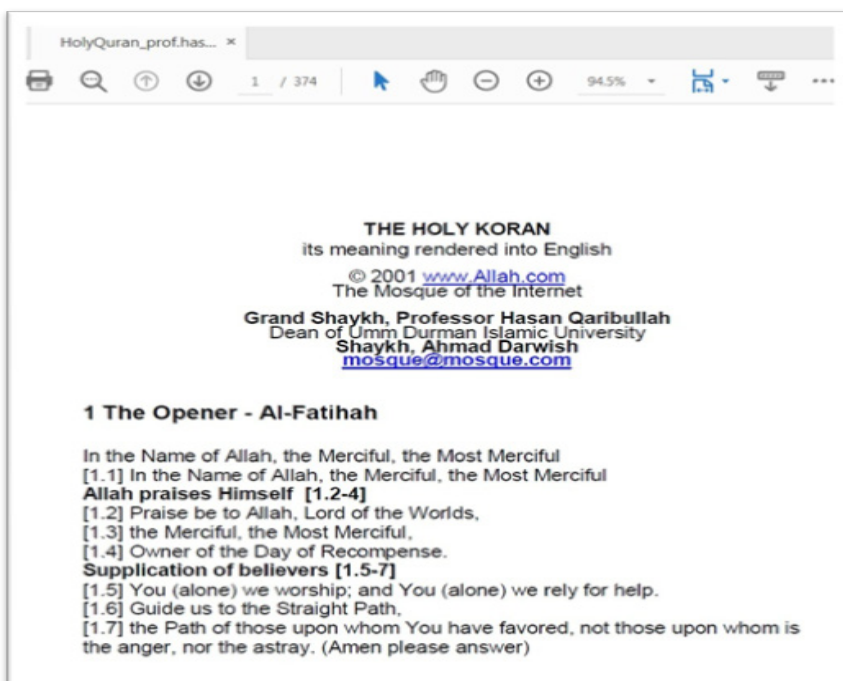 HolyQuran_prof.has... ×
1 / 374 94.5%
THE HOLY KORAN
its meaning rendered into English
© 2001 www.Allah.com
The Mosque of the Internet
Grand Shaykh, Professor Hasan Qaribullah
Dean of Umm Durman Islamic University
Shaykh, Ahmad Darwish
mosque@mosque.com
1 The Opener - Al-Fatihah
In the Name of Allah, the Merciful, the Most Merciful
[1.1] In the Name of Allah, the Merciful, the Most Merciful
Allah praises Himself [1.2-4]
[1.2] Praise be to Allah, Lord of the Worlds,
[1.3] the Merciful, the Most Merciful,
[1.4] Owner of the Day of Recompense.
Supplication of believers [1.5-7]
[1.5] You (alone) we worship; and You (alone) we rely for help.
[1.6] Guide us to the Straight Path,
[1.7] the Path of those upon whom You have favored, not those upon whom is
the anger, nor the astray. (Amen please answer)